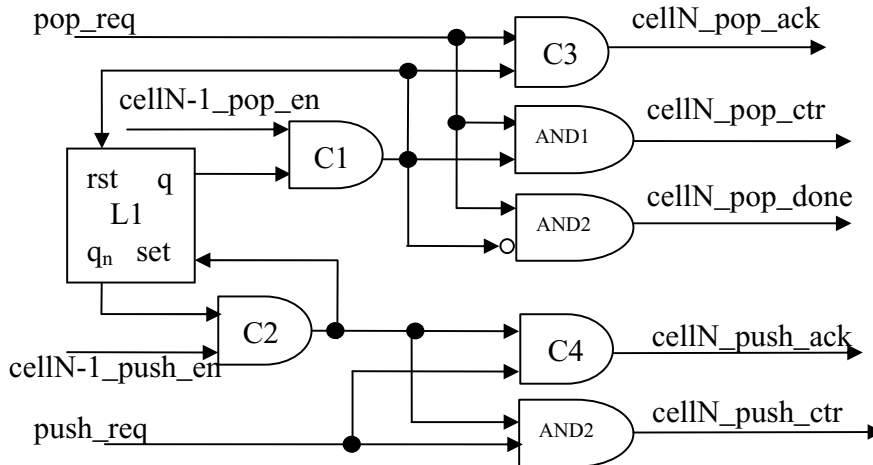 pop_req
cellN_pop_ack
C3
cellN-1_pop_en
cellN_pop_ctr
C1
AND1
rst q
cellN_pop_done
L1
AND2
qn set
C2
cellN_push_ack
C4
cellN-1_push_en
cellN_push_ctr
push_req
AND2